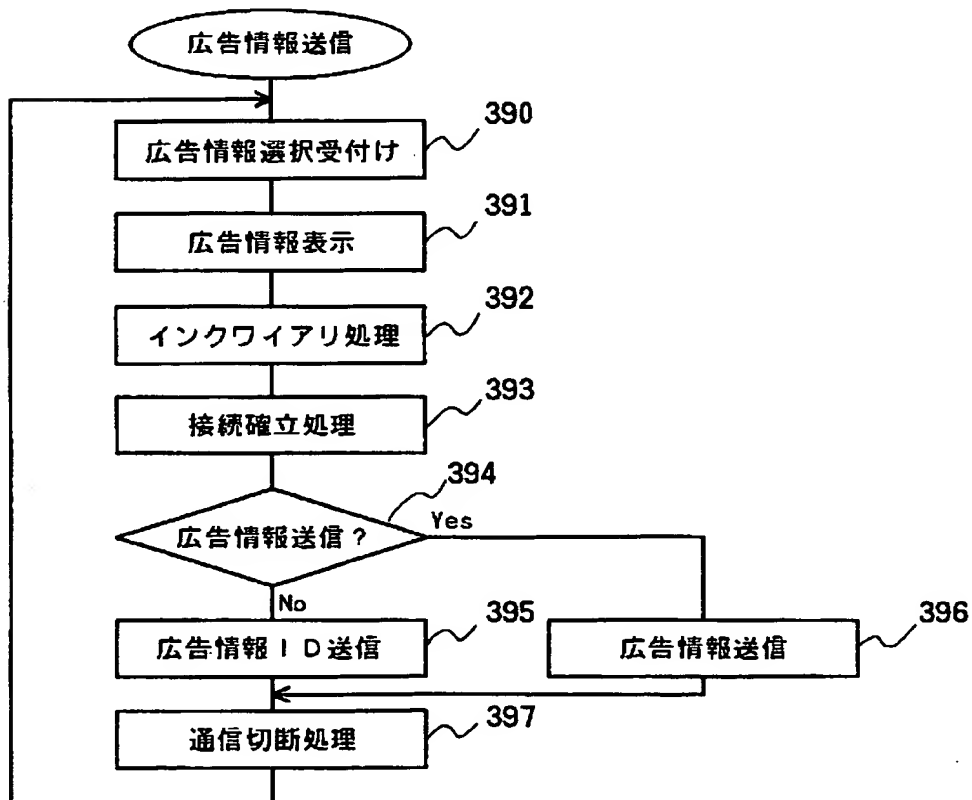 広告情報送信
390
広告情報選択受付け
391
広告情報表示
392
インクワイアリ処理
393
接続確立処理
394
広告情報送信?
Yes
No
395
広告情報ID送信
396
広告情報送信
397
通信切断処理